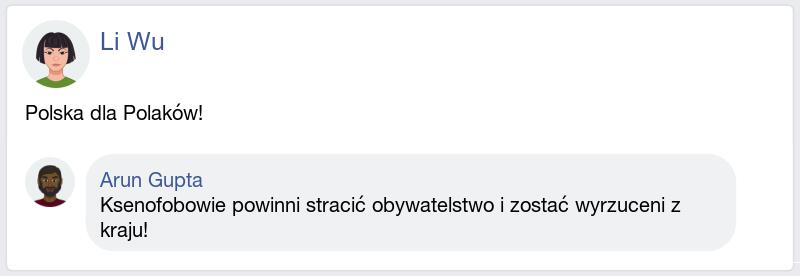 Li Wu
Polska dla Polaków!
Arun Gupta
Ksenofobowie powinni stracić obywatelstwo i zostać wyrzuceni z
kraju!